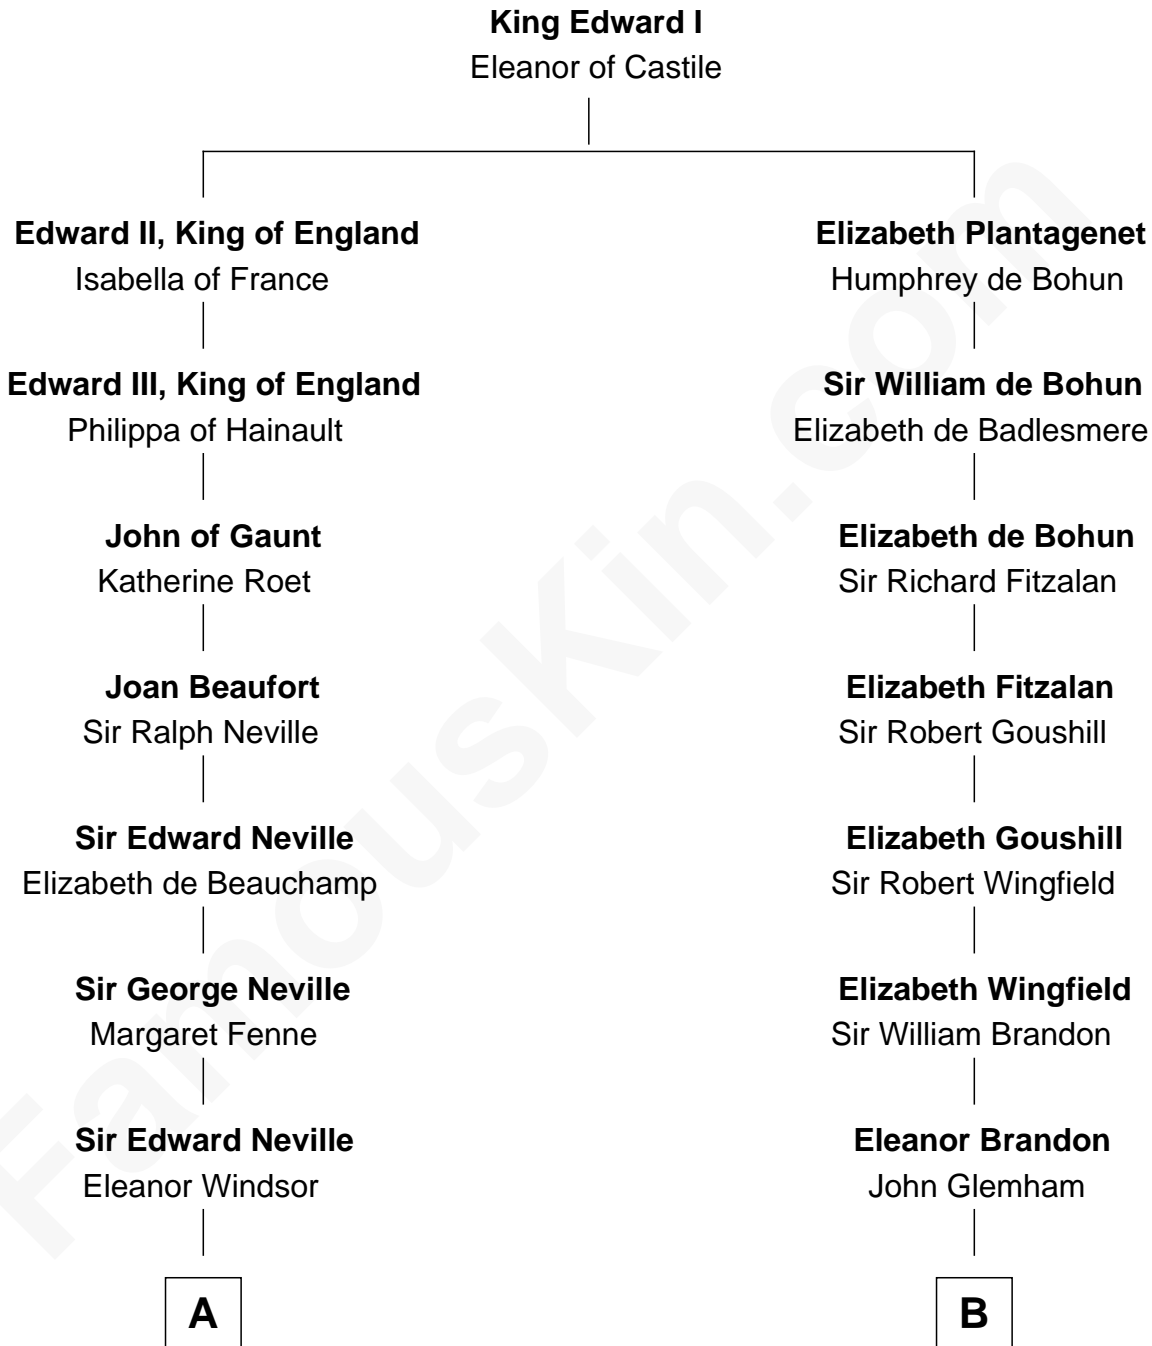 King Edward I
Eleanor of Castile
Edward II, King of England
Isabella of France
Elizabeth Plantagenet
Humphrey de Bohun
Edward III, King of England
Philippa of Hainault
Sir William de Bohun
Elizabeth de Badlesmere
John of Gaunt
Katherine Roet
Elizabeth de Bohun
Sir Richard Fitzalan
Joan Beaufort
Sir Ralph Neville
Elizabeth Fitzalan
Sir Robert Goushill
Sir Edward Neville
Elizabeth de Beauchamp
Elizabeth Goushill
Sir Robert Wingfield
Sir George Neville
Margaret Fenne
Elizabeth Wingfield
Sir William Brandon
Sir Edward Neville
Eleanor Windsor
Eleanor Brandon
John Glemham
A
B
FamousKin.com